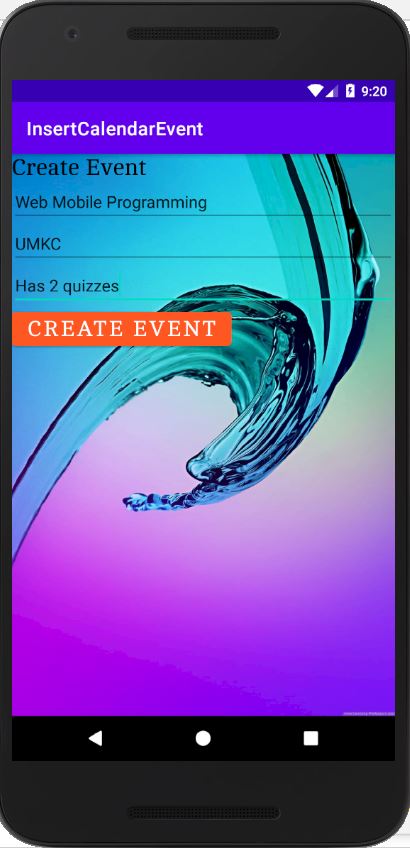 9:20
InsertCalendarEvent
Create Event
Web Mobile Programming
UMKC
Has 2 quizzes
CREATE EVENT